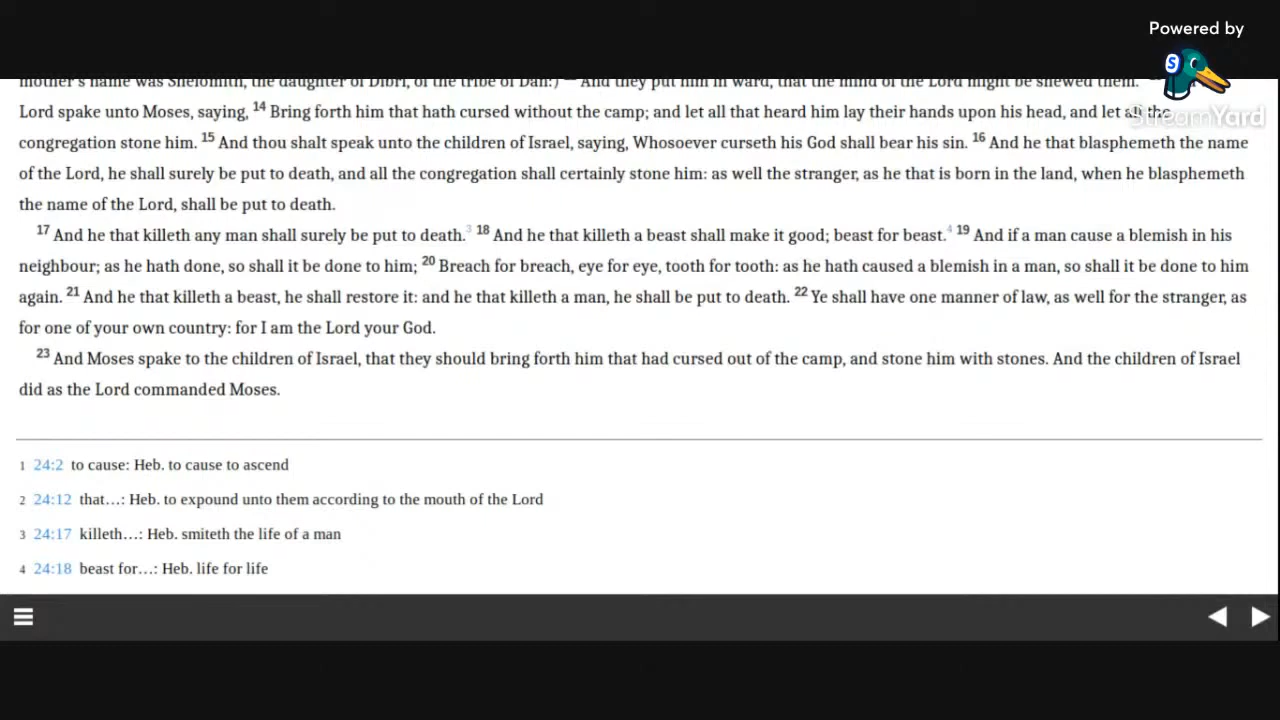 Powered by
StreamYard
mother's name was Shelomith, the daughter of Dibri, of the tribe of Dan:) And they put him in ward, that the mind of the Lord might be shewed them.
Lord spake unto Moses, saying, 14 Bring forth him that hath cursed without the camp; and let all that heard him lay their hands upon his head, and let all the
congregation stone him. 15 And thou shalt speak unto the children of Israel, saying, Whosoever curseth his God shall bear his sin. 16 And he that blasphemeth the name
of the Lord, he shall surely be put to death, and all the congregation shall certainly stone him: as well the stranger, as he that is born in the land, when he blasphemeth
the name of the Lord, shall be put to death.
17 And he that killeth any man shall surely be put to death.3 18 And he that killeth a beast shall make it good; beast for beast.4 19 And if a man cause a blemish in his
neighbour; as he hath done, so shall it be done to him; 20 Breach for breach, eye for eye, tooth for tooth: as he hath caused a blemish in a man, so shall it be done to him
again. 21 And he that killeth a beast, he shall restore it: and he that killeth a man, he shall be put to death. 22 Ye shall have one manner of law, as well for the stranger, as
for one of your own country: for I am the Lord your God.
23 And Moses spake to the children of Israel, that they should bring forth him that had cursed out of the camp, and stone him with stones. And the children of Israel
did as the Lord commanded Moses.
1 24:2 to cause: Heb. to cause to ascend
2 24:12 that…: Heb. to expound unto them according to the mouth of the Lord
3 24:17 killeth…: Heb. smiteth the life of a man
4 24:18 beast for…: Heb. life for life